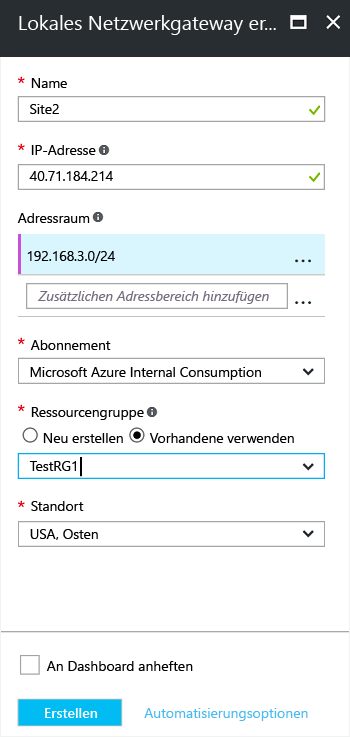 Lokales Netzwerkgateway er...
* Name
Site2
* IP-Adresse
40.71.184.214
Adressraum
192.168.3.0/24 ...
Zusätzlichen Adressbereich hinzufügen ...
* Abonnement
Microsoft Azure Internal Consumption
* Ressourcengruppe
Neu erstellen Vorhandene verwenden
TestRG1
* Standort
USA, Osten
An Dashboard anheften
Erstellen Automatisierungsoptionen